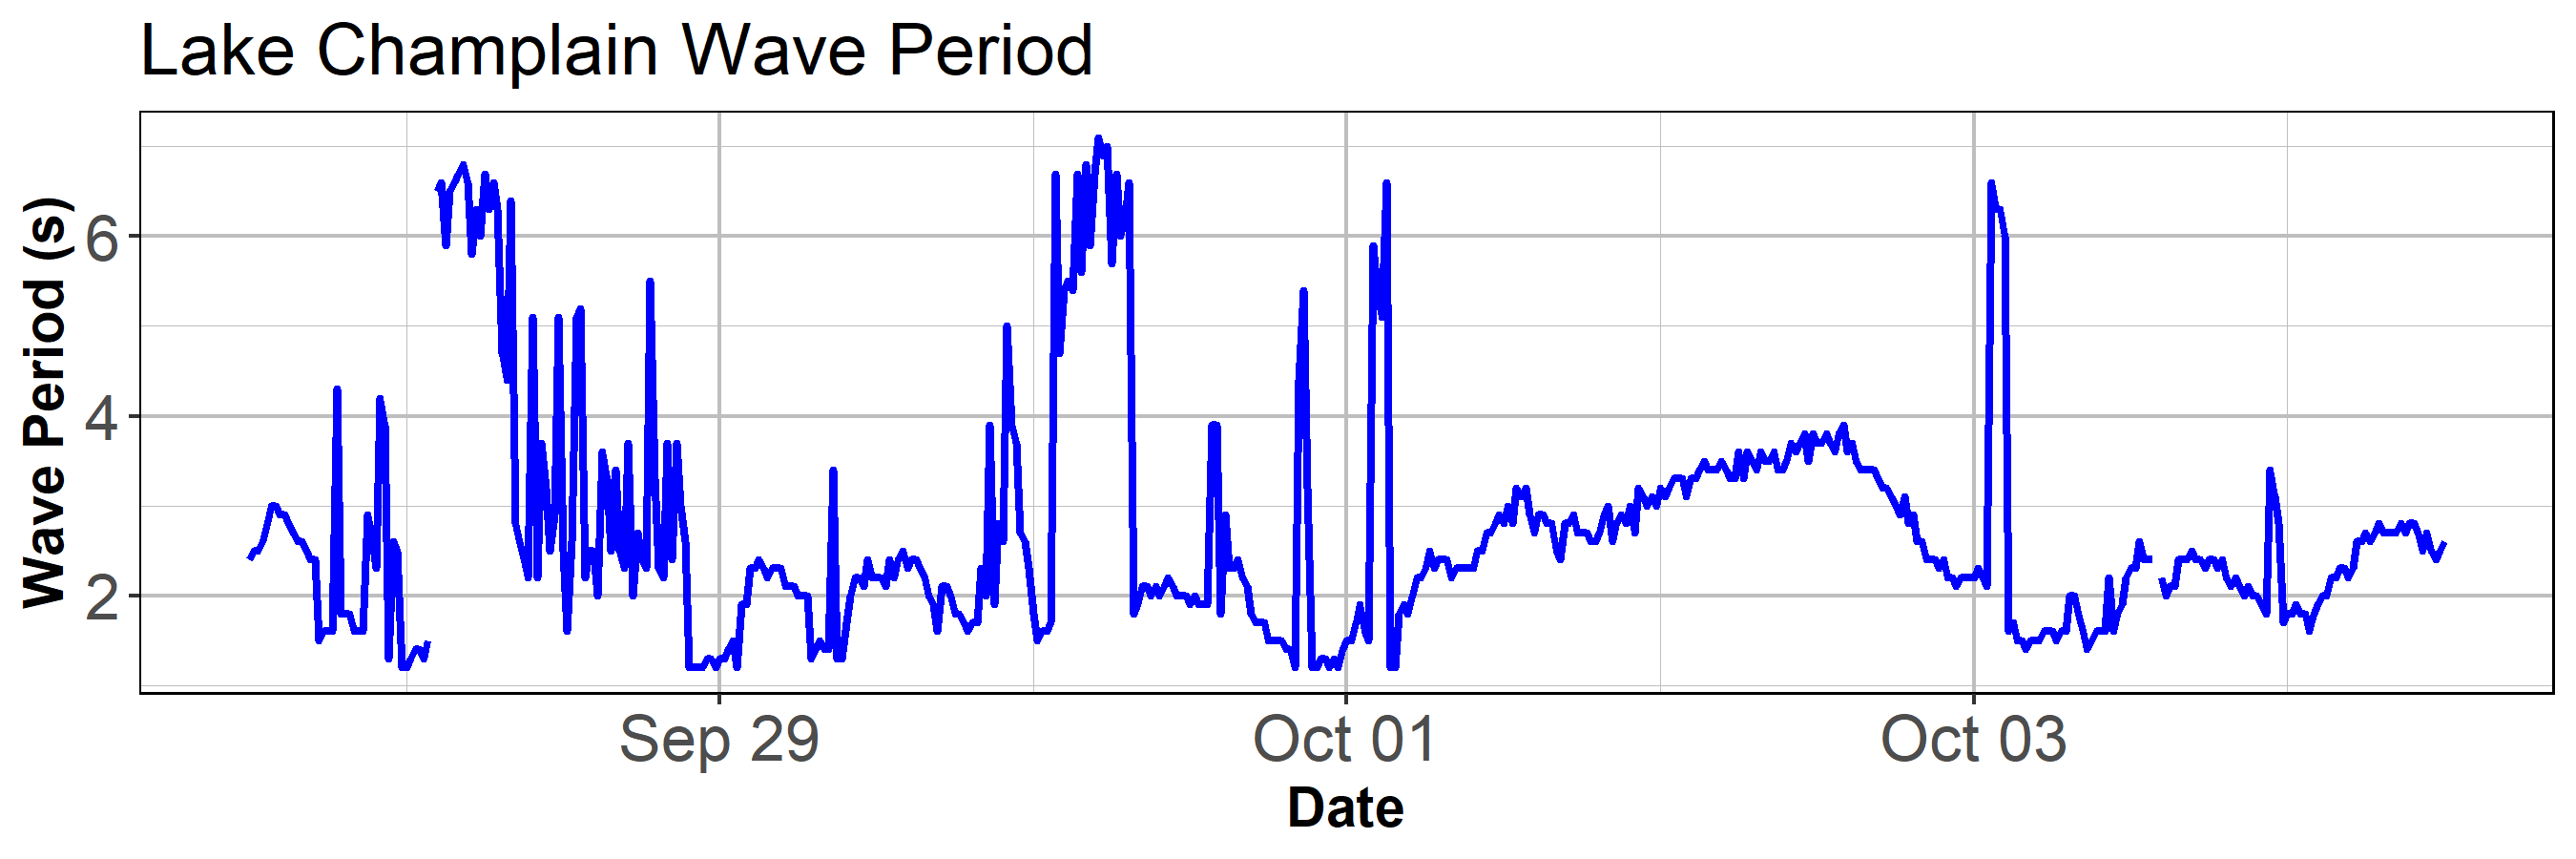 Lake Champlain Wave Period
Wave Period (s)
6
4
2
Sep 29
Oct 01
Oct 03
Date